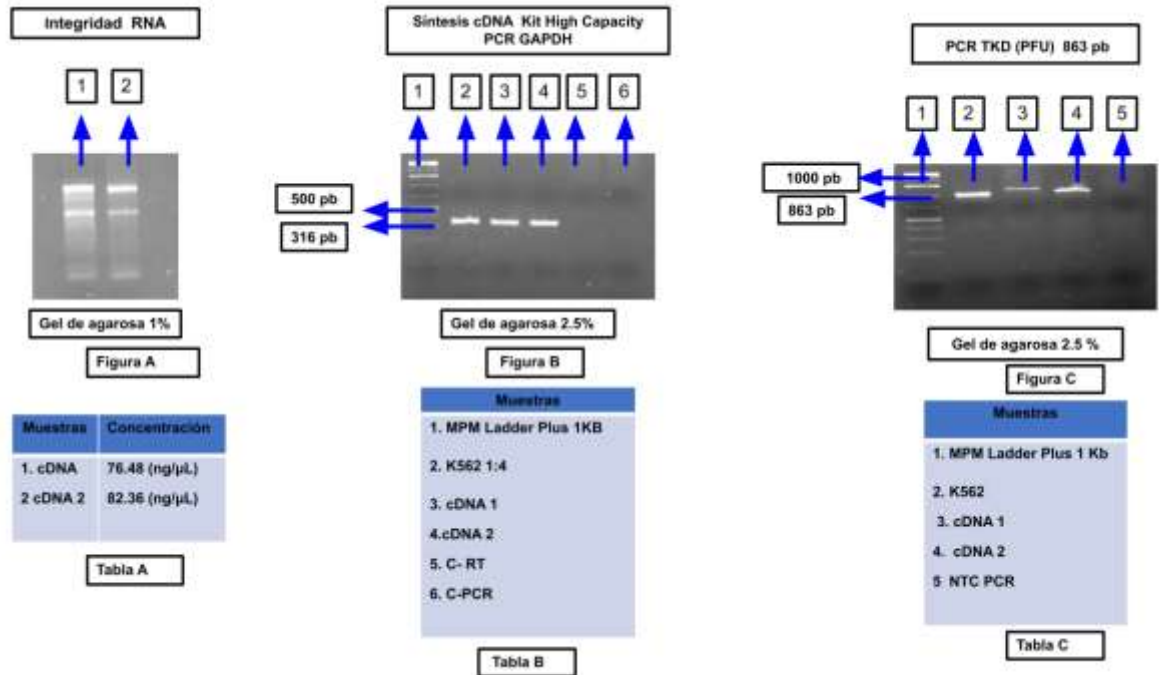 Integridad RNA
1
2
Gel de agarosa 1%
Figura A
Muestras Concentración
1. cDNA 76.48 (ng/µL)
2 cDNA 2 82.36 (ng/µL)
Tabla A
Síntesis cDNA Kit High Capacity
PCR GAPDH
1
2
3
4
5
6
500 pb
316 pb
Gel de agarosa 2.5%
Figura B
Muestras
1. MPM Ladder Plus 1KB
2. K562 1:4
3. cDNA 1
4.cDNA 2
5. C- RT
6. C-PCR
Tabla B
PCR TKD (PFU) 863 pb
1
2
3
4
5
1000 pb
863 pb
Gel de agarosa 2.5 %
Figura C
Muestras
1. MPM Ladder Plus 1 Kb
2. K562
3. cDNA 1
4. cDNA 2
5 NTC PCR
Tabla C